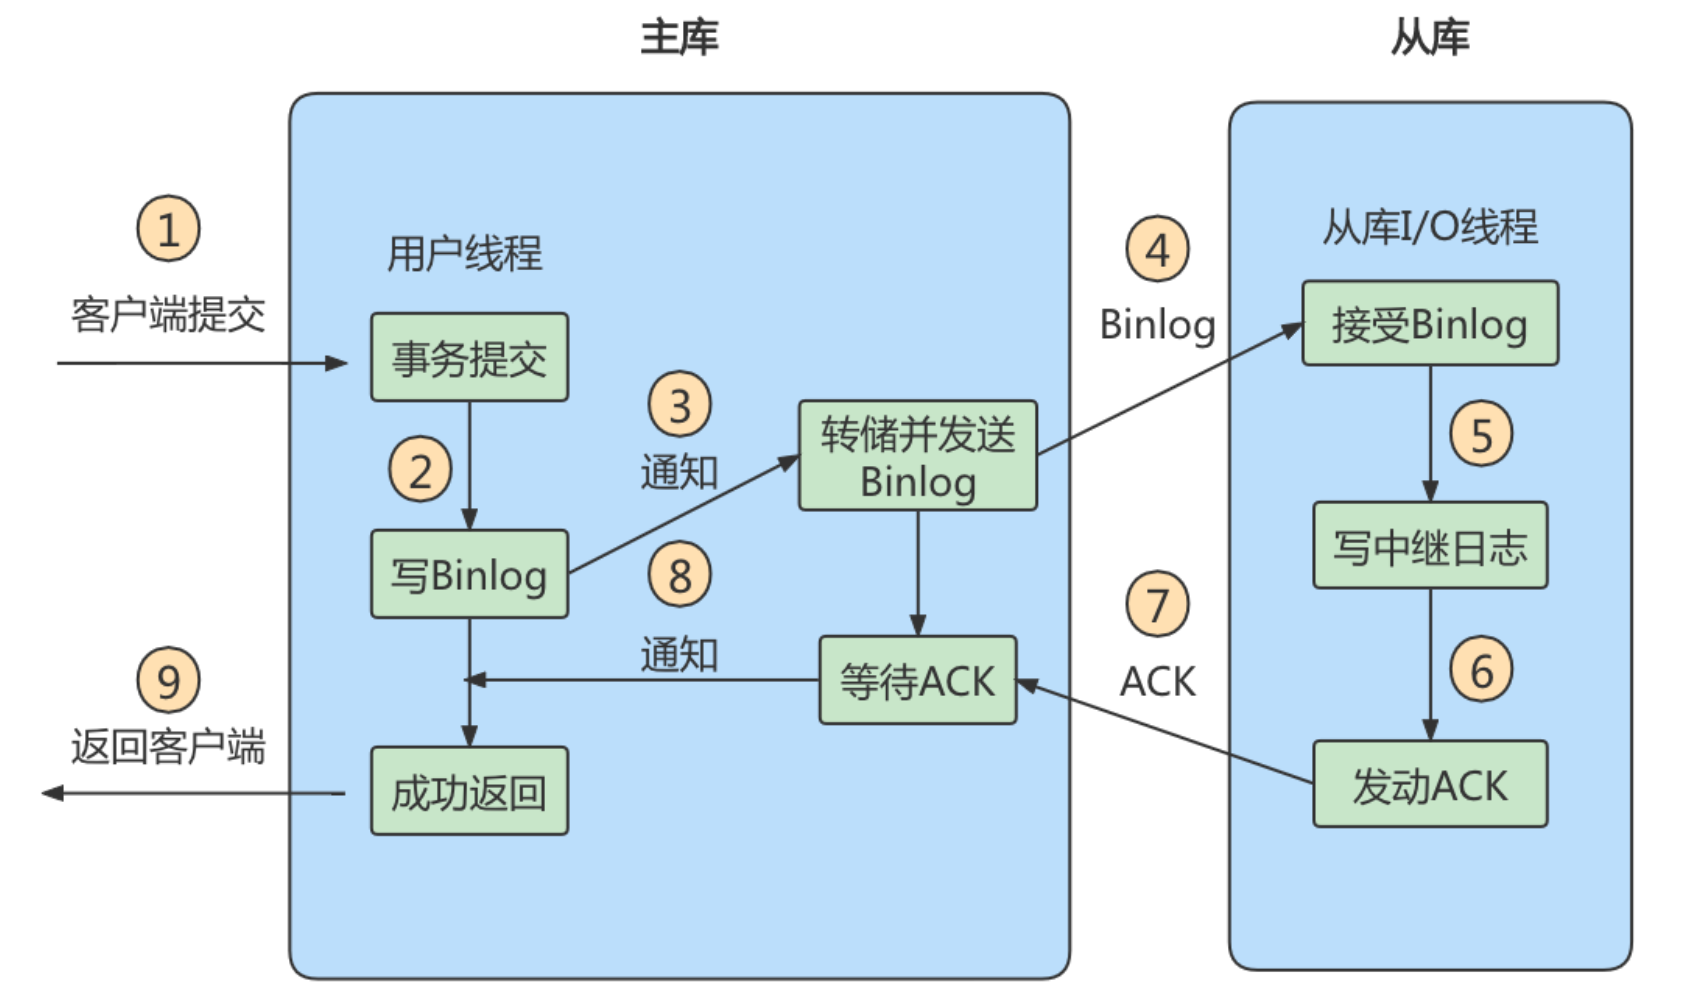 主库
从库
1
客户端提交
用户线程
事务提交
2
写Binlog
3
通知
转储并发送
Binlog
4
Binlog
从库I/O线程
接受Binlog
5
写中继日志
6
发动ACK
7
ACK
等待ACK
8
通知
成功返回
9
返回客户端